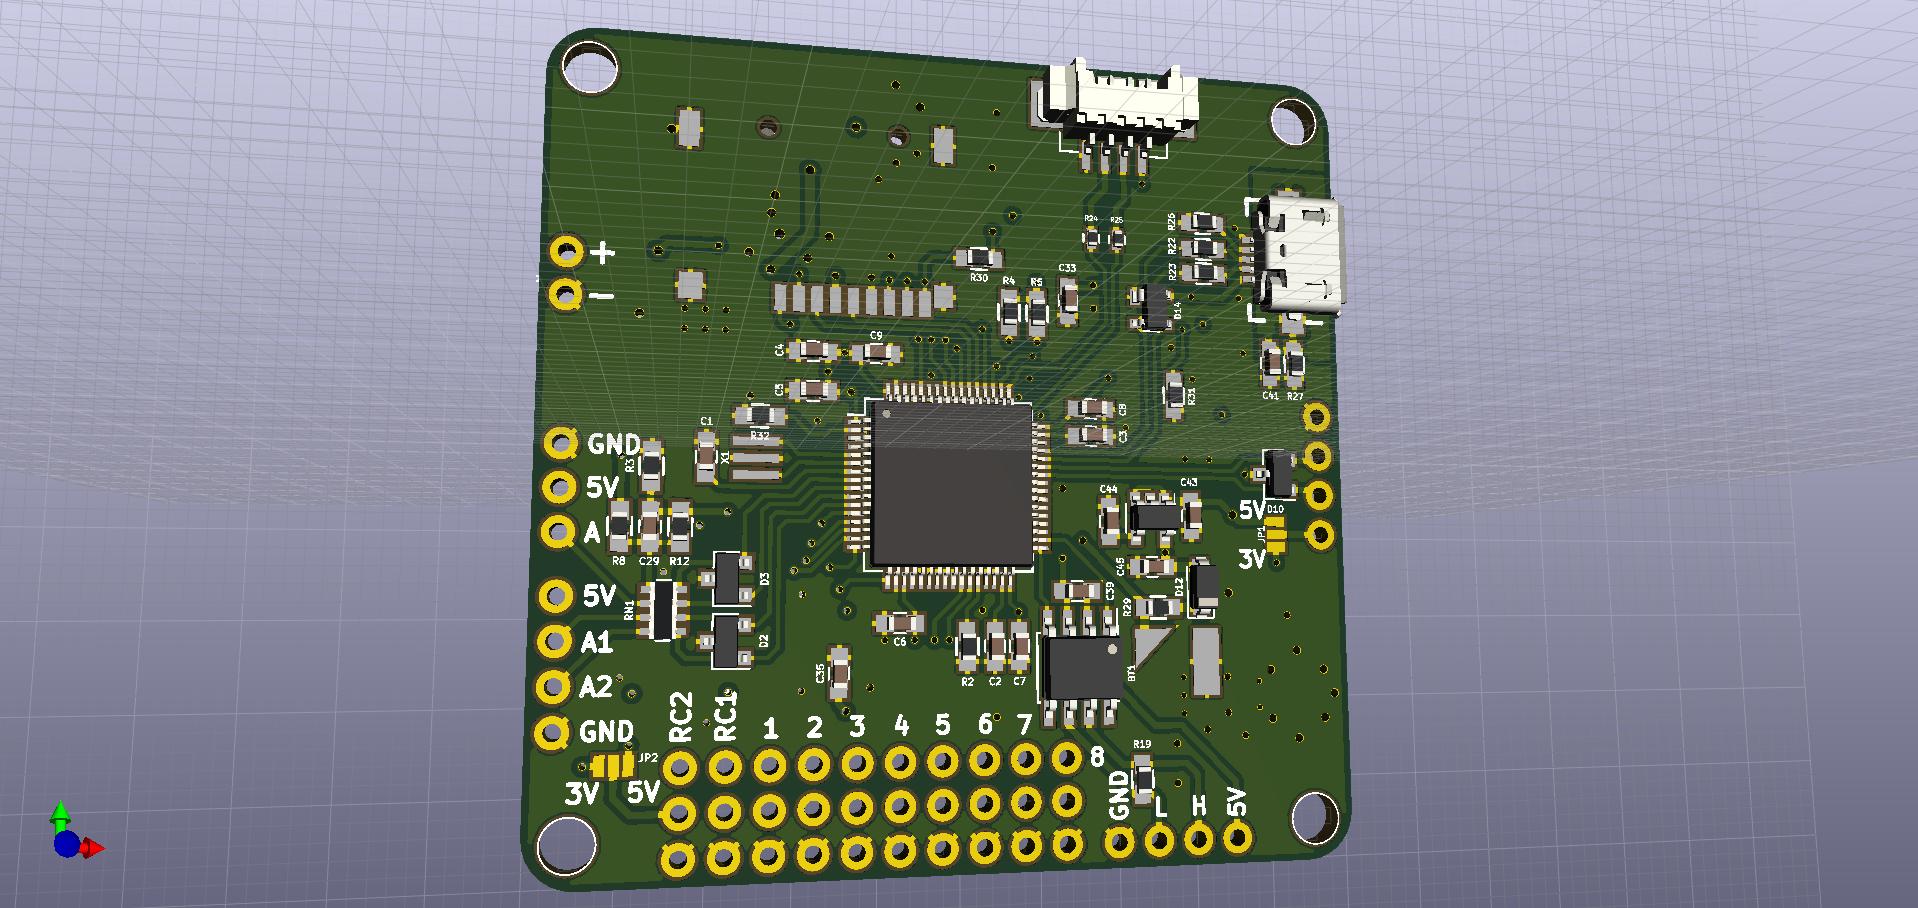 R24 R25
R26
R22
R23
+
−
R30
R4 R5 C33
D14
C4 C9
C5
C41 R27
R31
C8
C3
C1
R32
X1
GND
R3
5V
A
R8 C29 R12
C44 C43
5V D10
JP1
3V
C45
D12
C39
R29
RN1
D3
D2
5V
A1
A2
GND
C6
C35
R2 C2 C7
BT1
RC2 RC1 1 2 3 4 5 6 7 8
JP2
3V 5V
R19
GND L H 5V